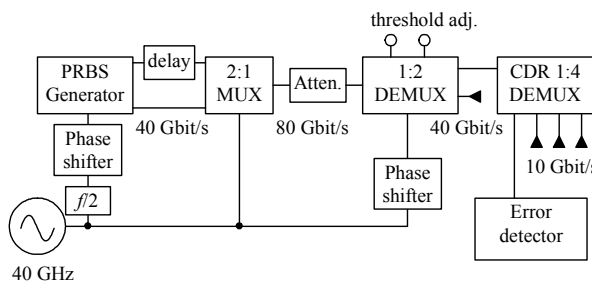 threshold adj.
PRBS
Generator
delay
2:1
MUX
Atten.
1:2
DEMUX
CDR 1:4
DEMUX
40 Gbit/s
80 Gbit/s
40 Gbit/s
10 Gbit/s
Phase
shifter
Phase
shifter
f/2
Error
detector
40 GHz